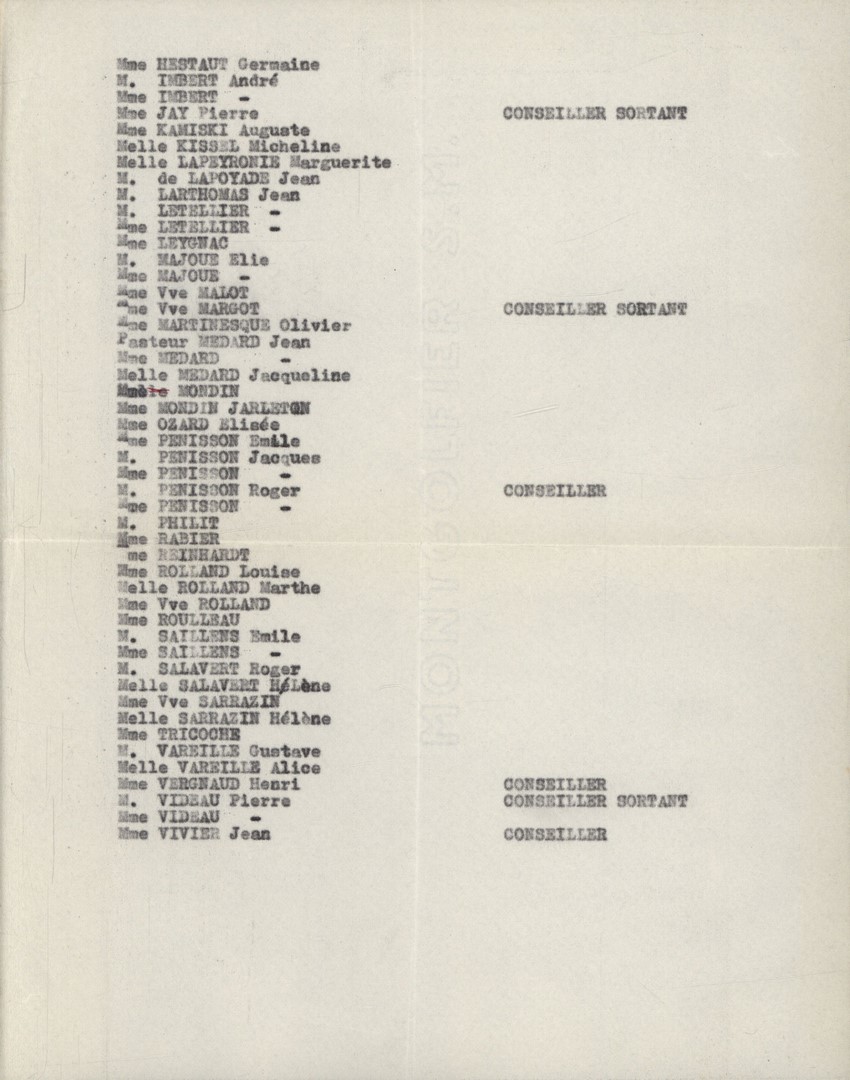 Mme HESTAUT Germaine
M. IMBERT André
Mme IMBERT -
Mme JAY Pierre CONSEILLER SORTANT
Mme KAMISKI Auguste
Melle KISSEL Micheline
Melle LAPEYRONIE Marguerite
M. de LAPOYADE Jean
M. LARTHOMAS Jean
M. LETELLIER -
Mme LETELLIER -
Mme LEYGNAC
M. MAJOUE Elie
Mme MAJOUE -
Mme Vve MALOT
Mme Vve MARGOT CONSEILLER SORTANT
Mme MARTINESQUE Olivier
Pasteur MEDARD Jean
Mme MEDARD -
Melle MEDARD Jacqueline
MONDIN
Mme MONDIN JARLETON
Mme OZARD Elisée
Mme PENISSON Emile
M. PENISSON Jacques
Mme PENISSON -
M. PENISSON Roger CONSEILLER
Mme PENISSON -
M. PHILIT
Mme RABIER
me REINHARDT
Mme ROLLAND Louise
Melle ROLLAND Marthe
Mme Vve ROLLAND
Mme ROULLEAU
M. SAILLENS Emile
Mme SAILLENS -
M. SALAVERT Roger
Melle SALAVERT Hélène
Mme Vve SARRAZIN
Melle SARRAZIN Hélène
Mme TRICOCHE
M. VAREILLE Gustave
Melle VAREILLE Alice
Mme VERGNAUD Henri CONSEILLER
M. VIDEAU Pierre CONSEILLER SORTANT
Mme VIDEAU -
Mme VIVIER Jean CONSEILLER